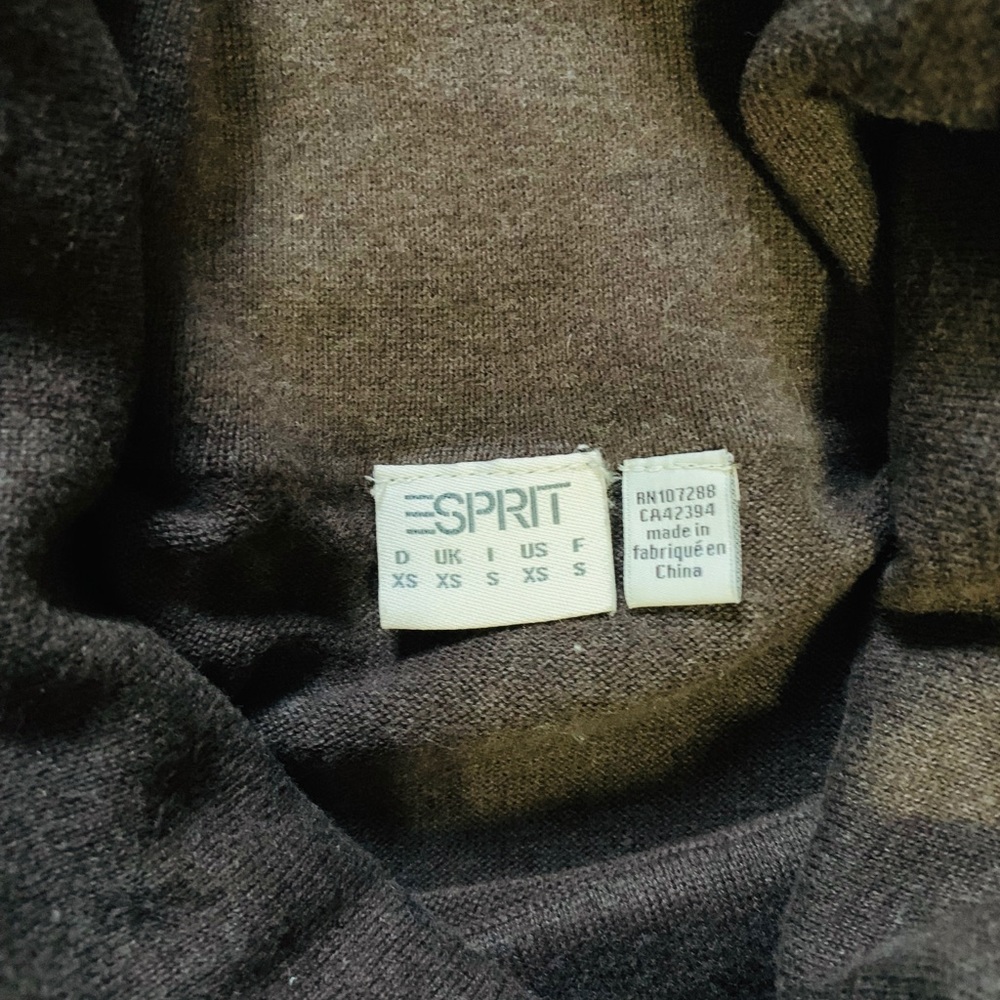 ESPRIT
D UK I US F
XS XS S XS S
RN107288
CA42394
made in
fabriqué en
China